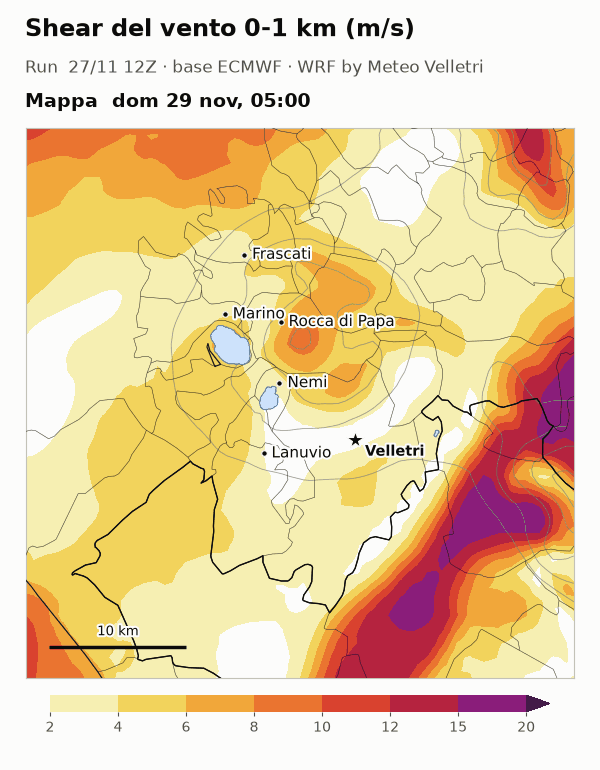 Shear del vento 0-1 km (m/s)
Run  27/11 12Z · base ECMWF · WRF by Meteo Velletri
Mappa  dom 29 nov, 05:00
Frascati
Marino
Rocca di Papa
Nemi
Velletri
Lanuvio
10 km
2 4 6 8 10 12 15 20